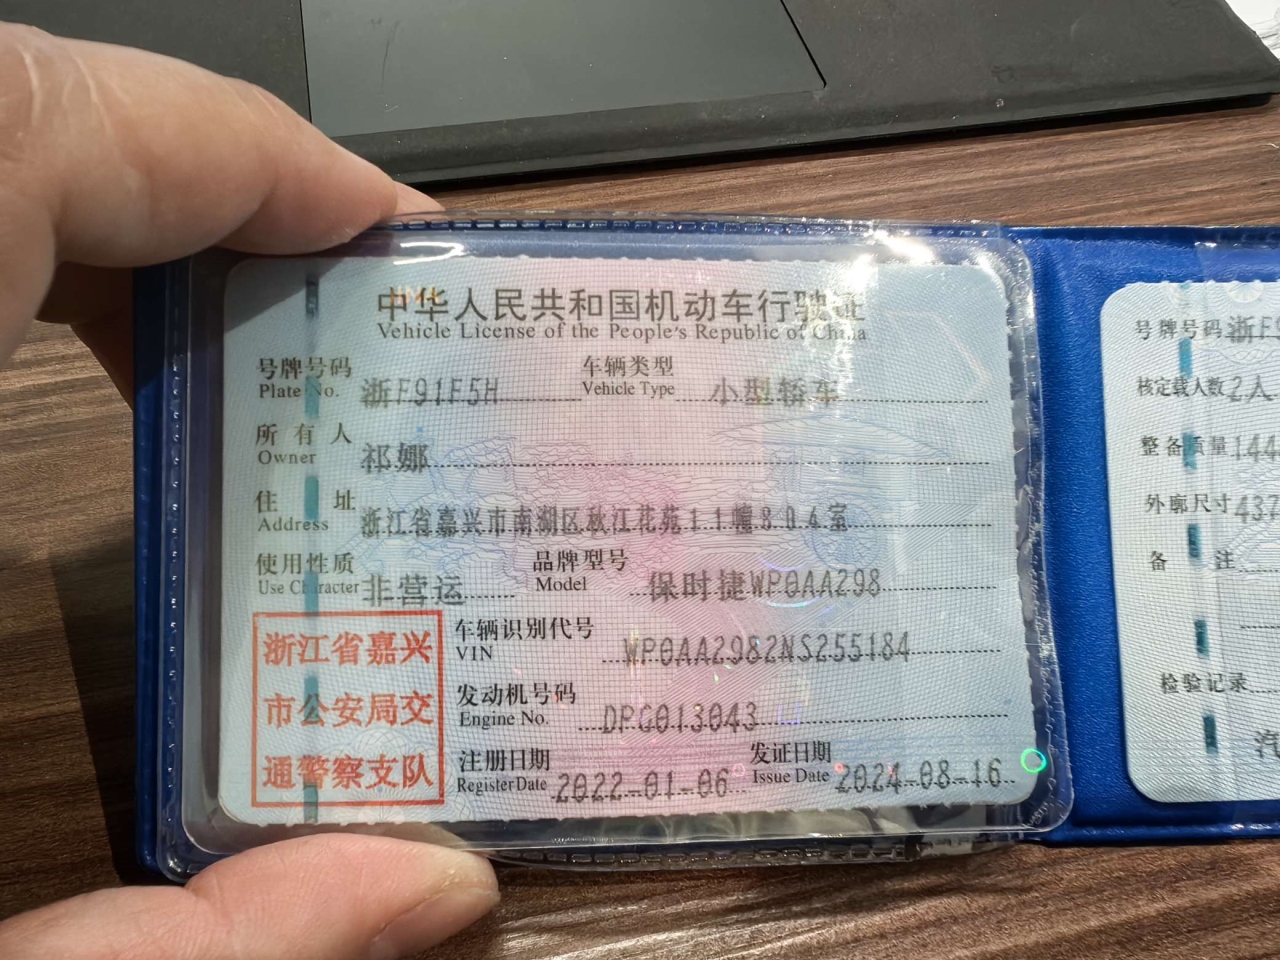 中华人民共和国机动车行驶证
Vehicle License of the People's Republic of China
号牌号码 浙F91F5H 车辆类型 小型轿车
Plate No. Vehicle Type
所有人 祁娜
Owner
住址 浙江省嘉兴市南湖区秋江花苑11幢804室
Address
使用性质 非营运 品牌型号 保时捷WP0AA298
Use Character Model
浙江省嘉兴
市公安局交
通警察支队
车辆识别代号 WP0AA2982NS255184
VIN
发动机号码 DPG013043
Engine No.
注册日期 2022-01-06 发证日期 2024-08-16
Register Date Issue Date
号牌号码 浙F
核定载人数 2人
整备质量 144
外廓尺寸 437
备注
检验记录